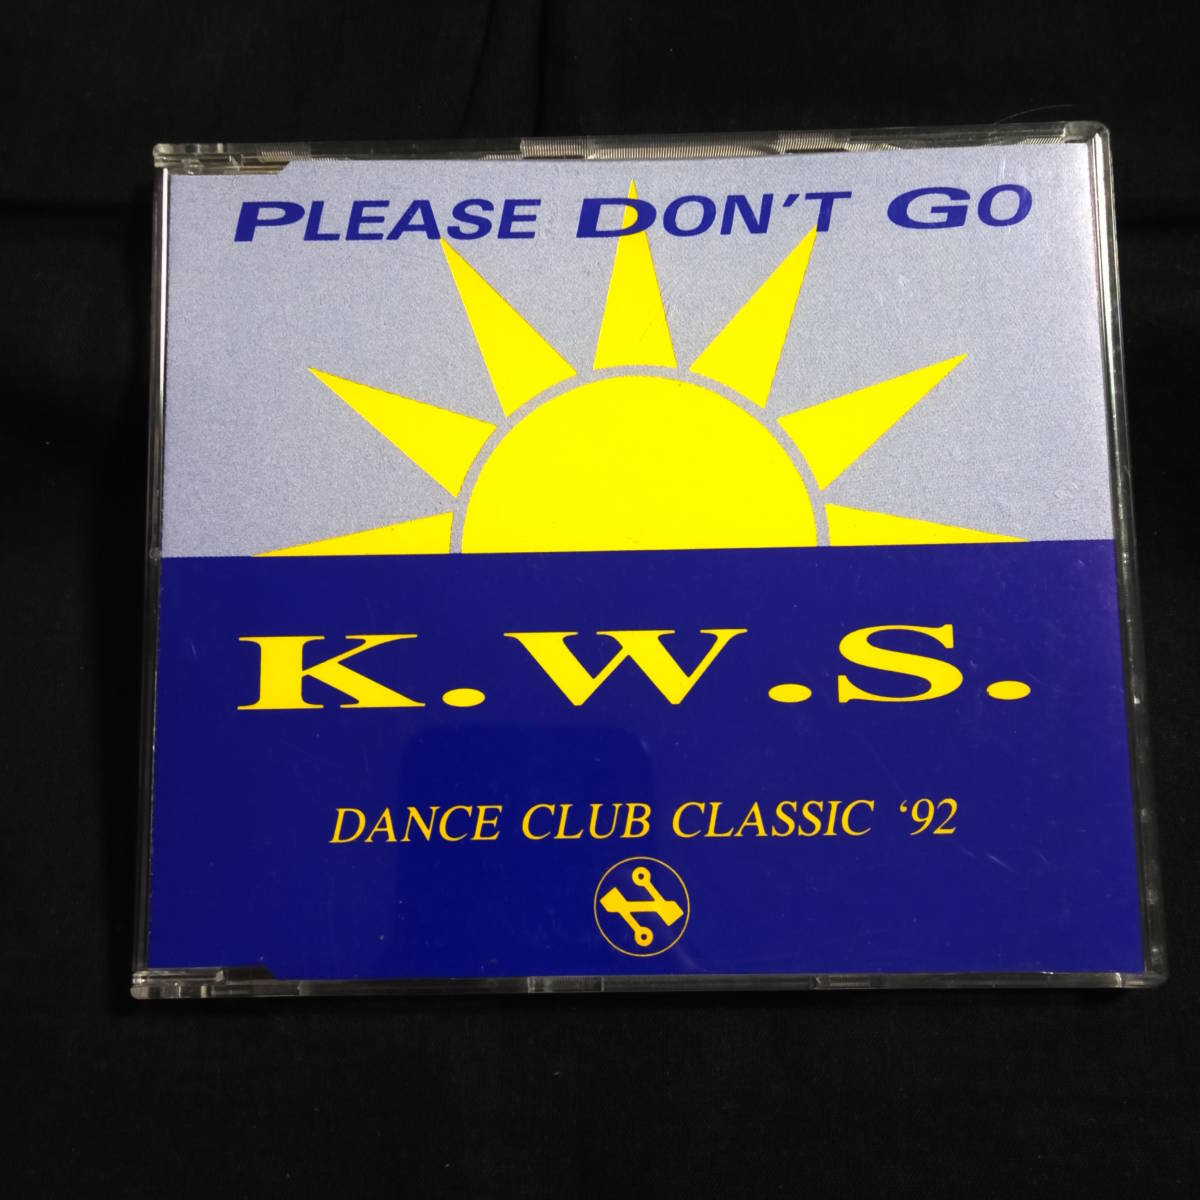 PLEASE DON'T GO
K.W.S.
DANCE CLUB CLASSIC ‘92